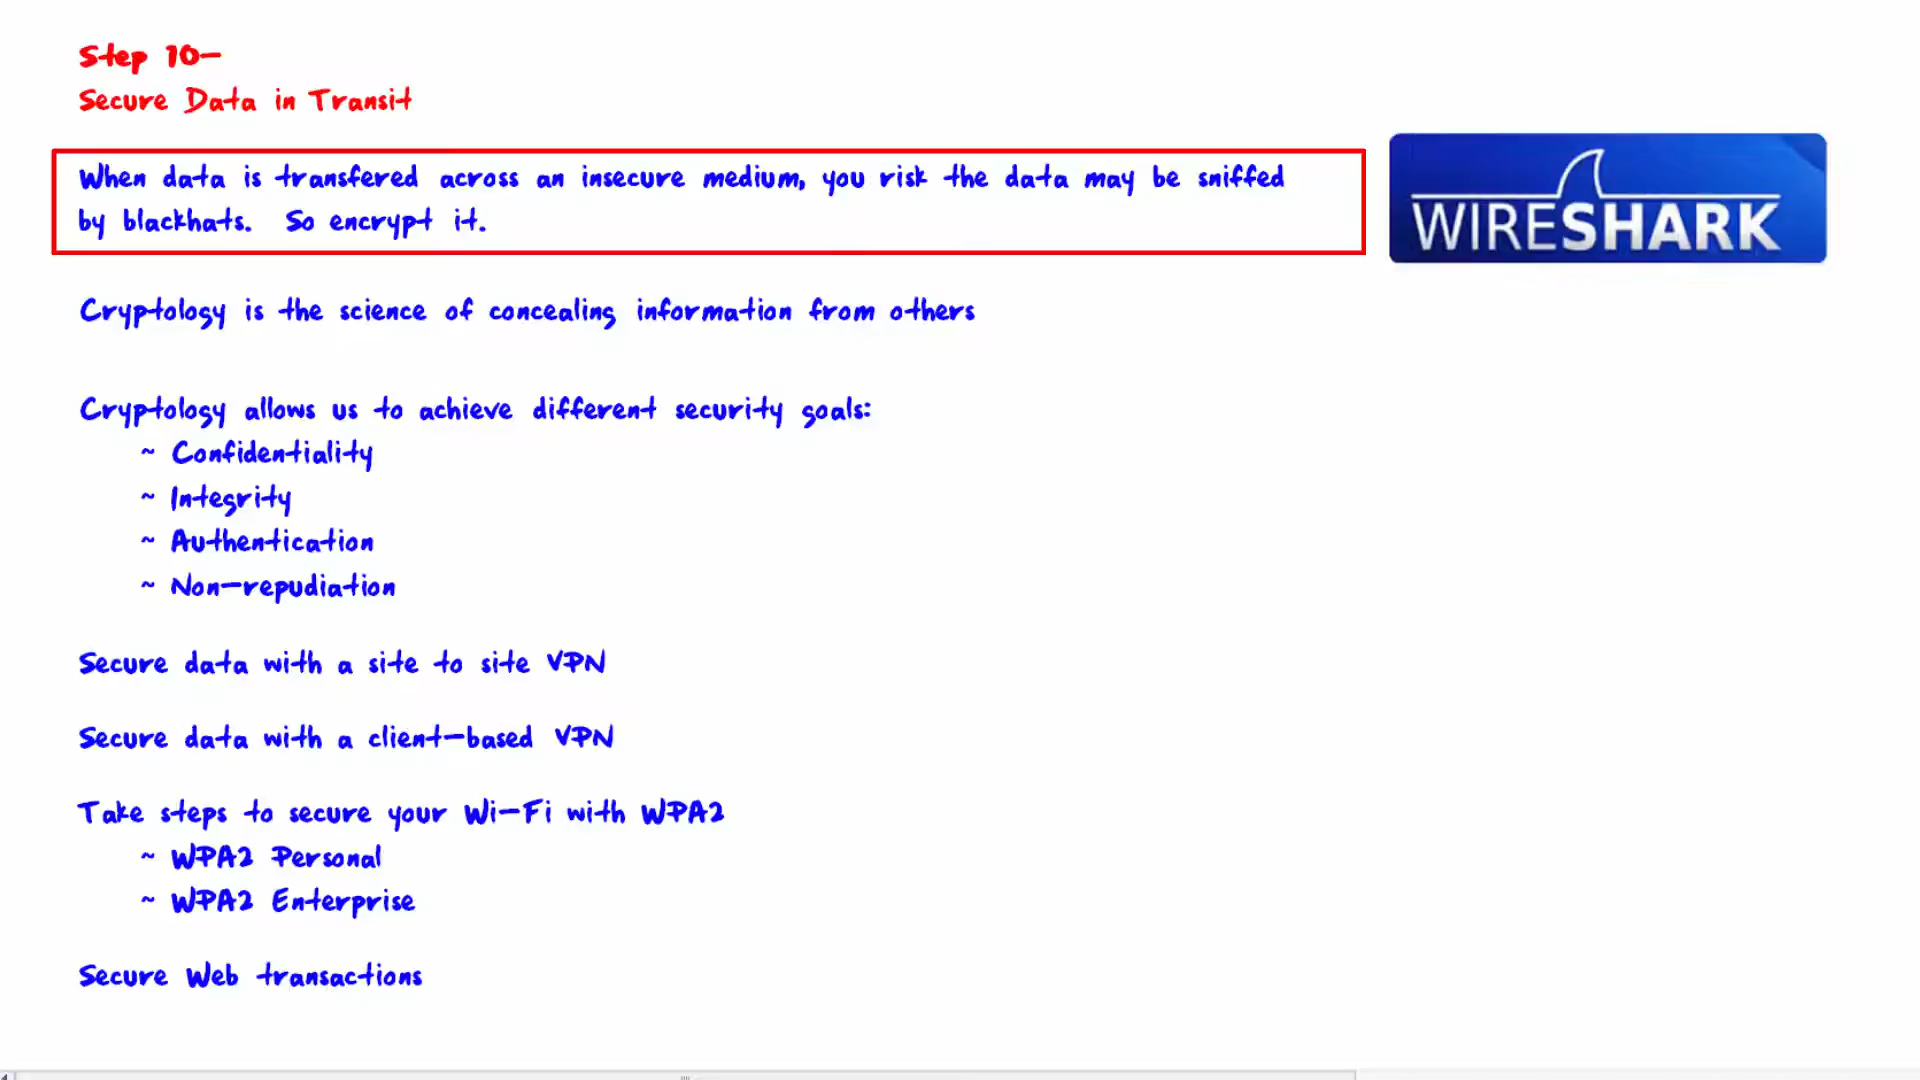 Step 10-
Secure Data in Transit
When data is transfered across an insecure medium, you risk the data may be sniffed
by blackhats. So encrypt it.
WIRESHARK
Cryptology is the science of concealing information from others
Cryptology allows us to achieve different security goals:
~ Confidentiality
~ Integrity
~ Authentication
~ Non-repudiation
Secure data with a site to site VPN
Secure data with a client-based VPN
Take steps to secure your Wi-Fi with WPA2
~ WPA2 Personal
~ WPA2 Enterprise
Secure Web transactions